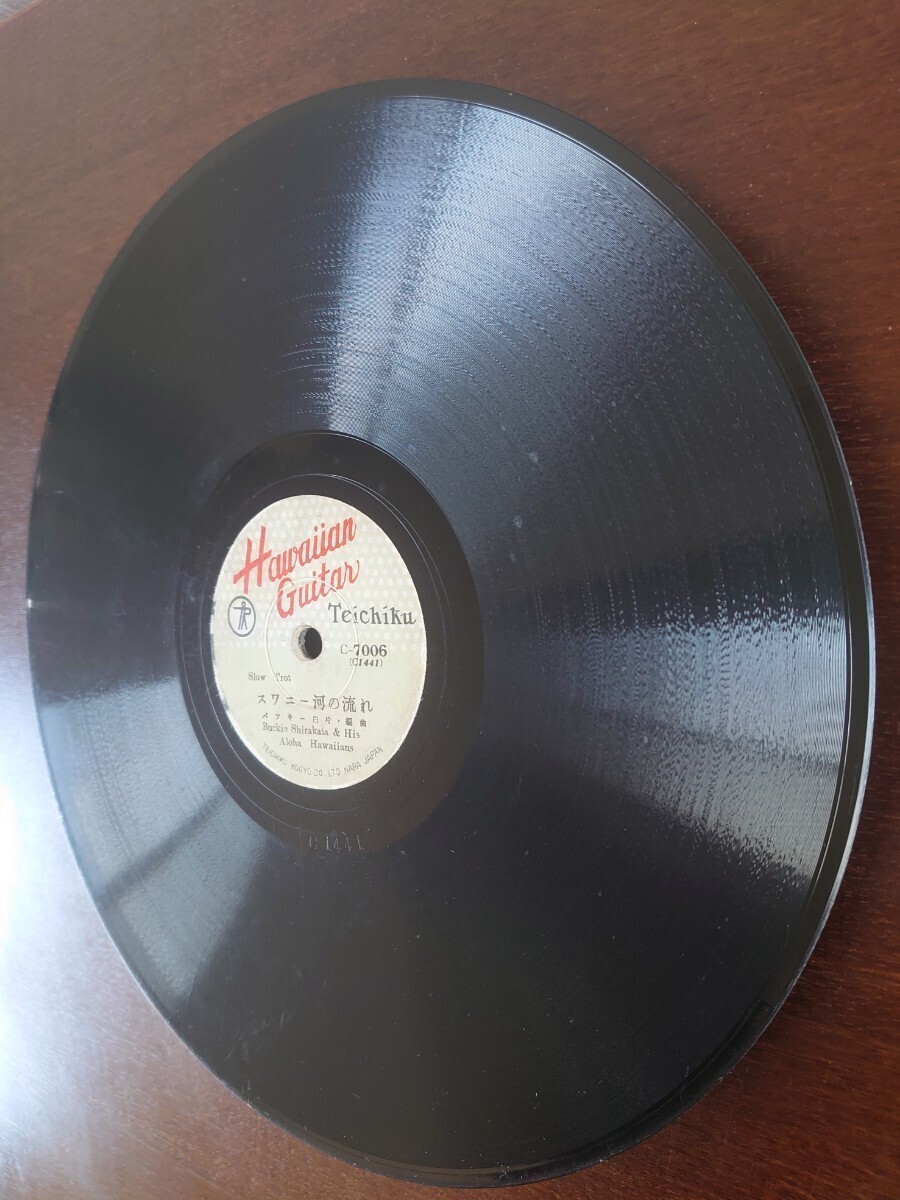 Hawaiian
Guitar
Teichiku
C-7006
(C1441)
Slow Trot
スワニー河の流れ
バッキー白片・編曲
Buckie Shirakata & His
Aloha Hawaiians
TEICHIKU KOGYO CO., LTD. NARA JAPAN
C1441